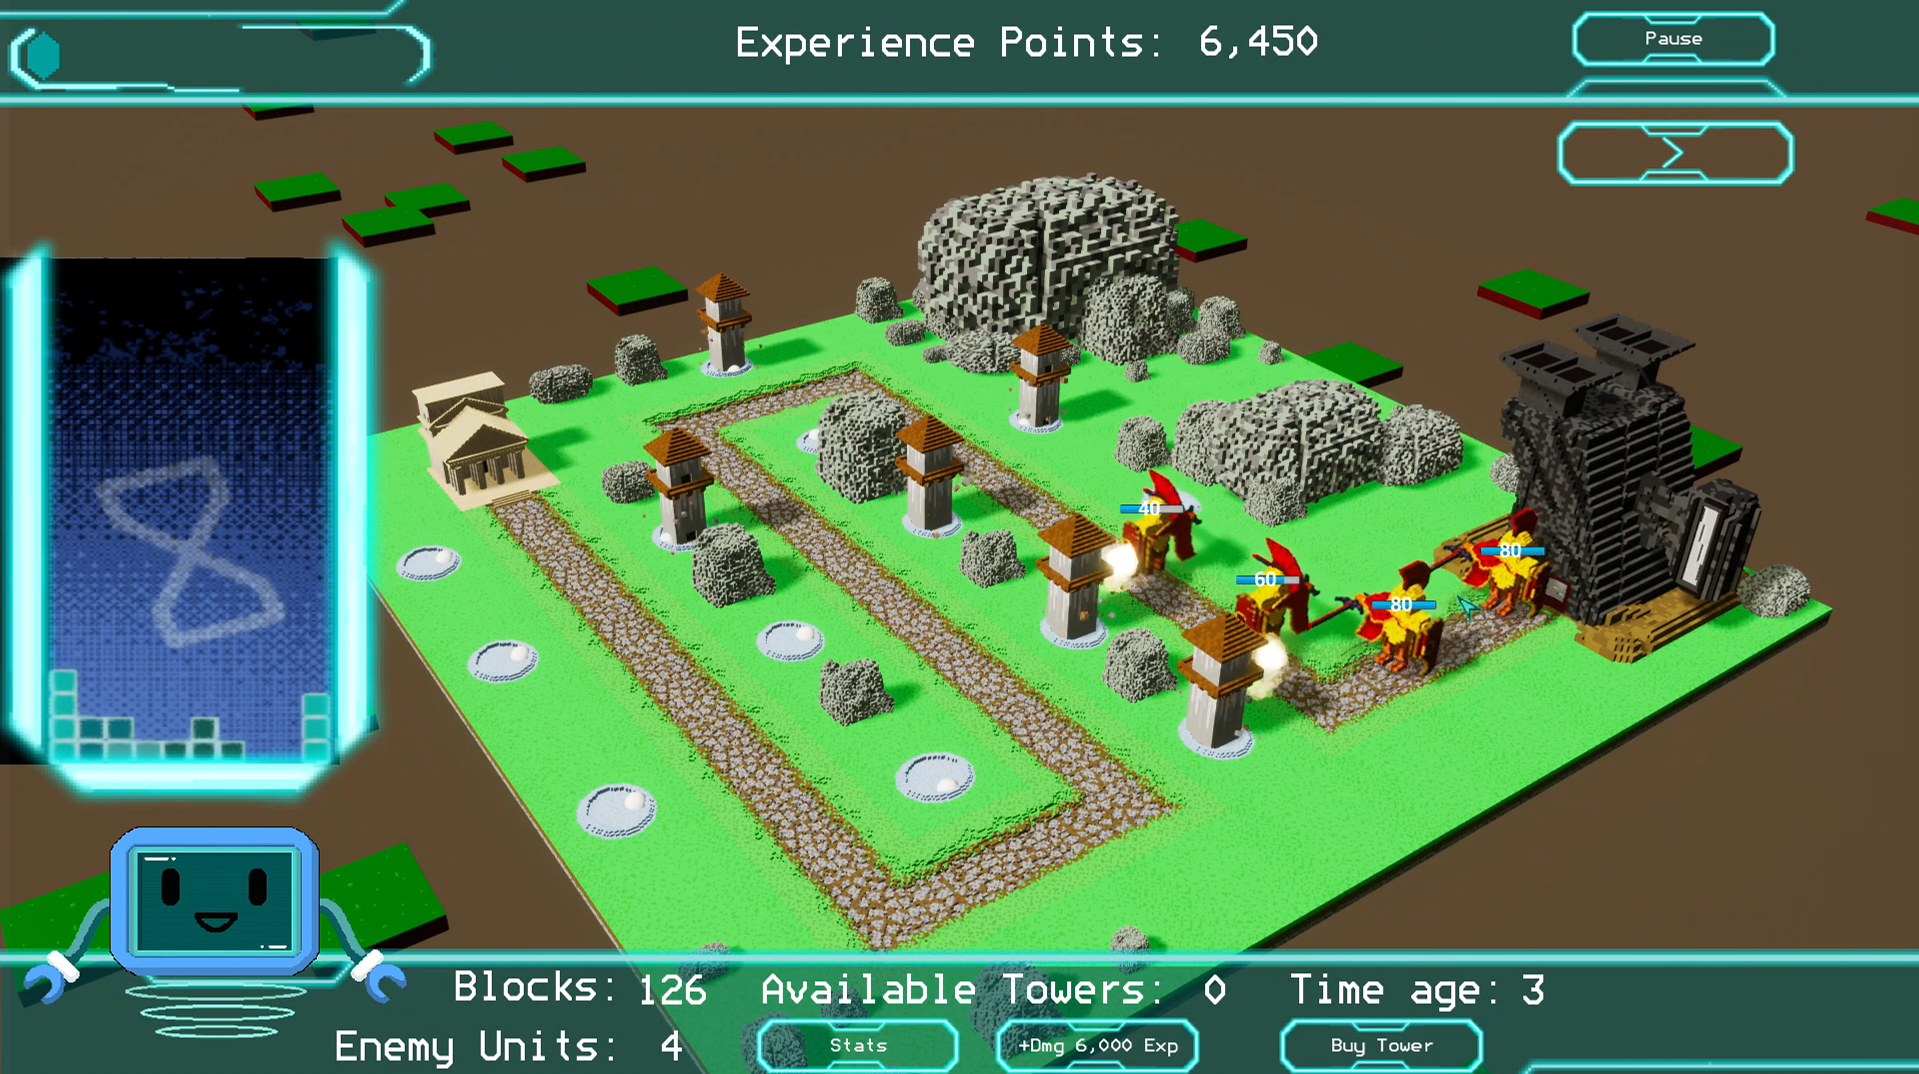 Experience Points: 6,450
Pause
>
40
60
80
80
8
Blocks: 126
Available Towers: 0
Time age: 3
Enemy Units: 4
Stats
+Dmg 6,000 Exp
Buy Tower